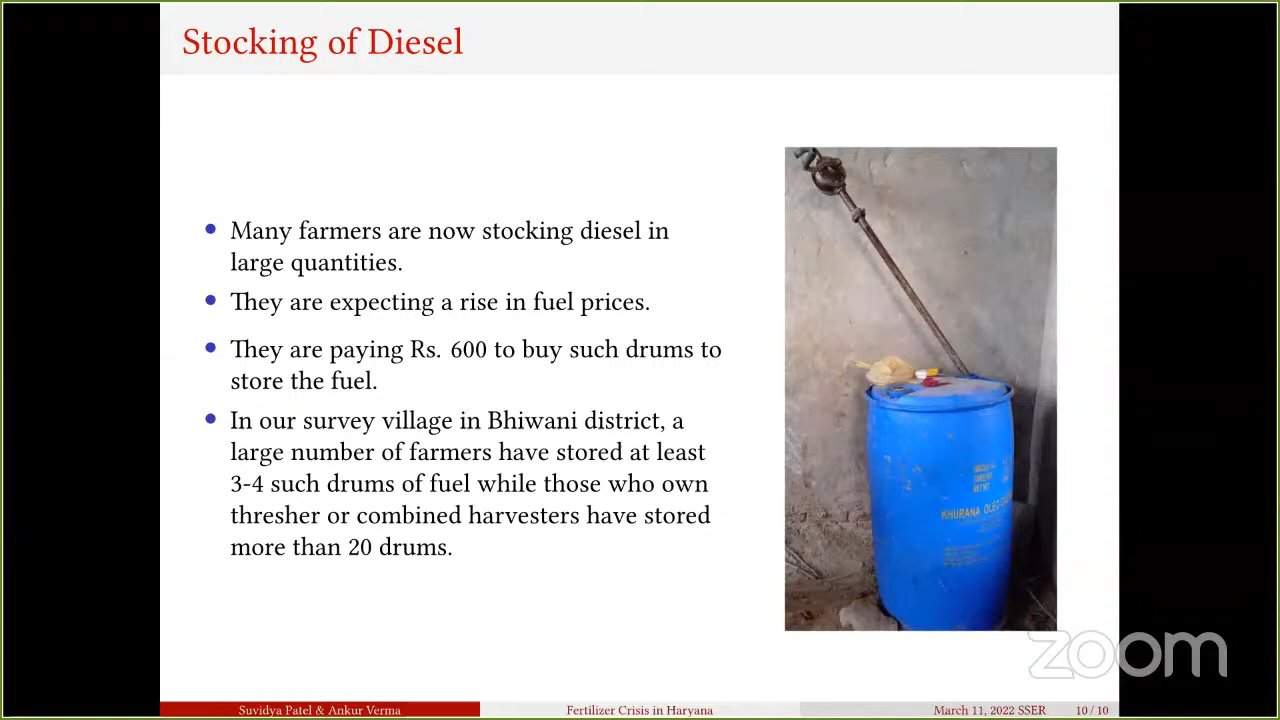 Stocking of Diesel
• Many farmers are now stocking diesel in
large quantities.
• They are expecting a rise in fuel prices.
• They are paying Rs. 600 to buy such drums to
store the fuel.
• In our survey village in Bhiwani district, a
large number of farmers have stored at least
3-4 such drums of fuel while those who own
thresher or combined harvesters have stored
more than 20 drums.
KHURANA OLEO
zoom
Suvidya Patel & Ankur Verma
Fertilizer Crisis in Haryana
March 11, 2022 SSER
10 / 10